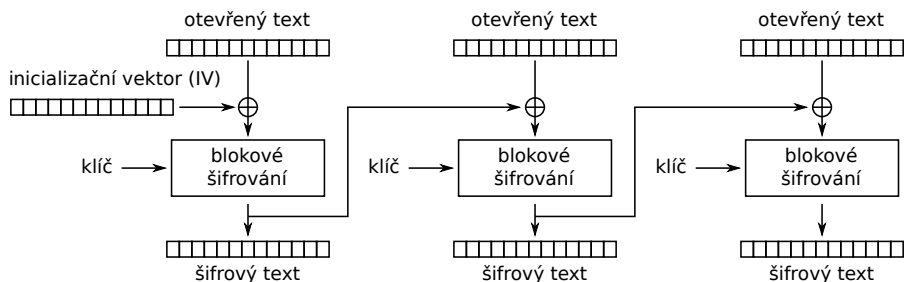 otevřený text
otevřený text
otevřený text
inicializační vektor (IV)
klíč
blokové
šifrování
klíč
blokové
šifrování
klíč
blokové
šifrování
šifrový text
šifrový text
šifrový text